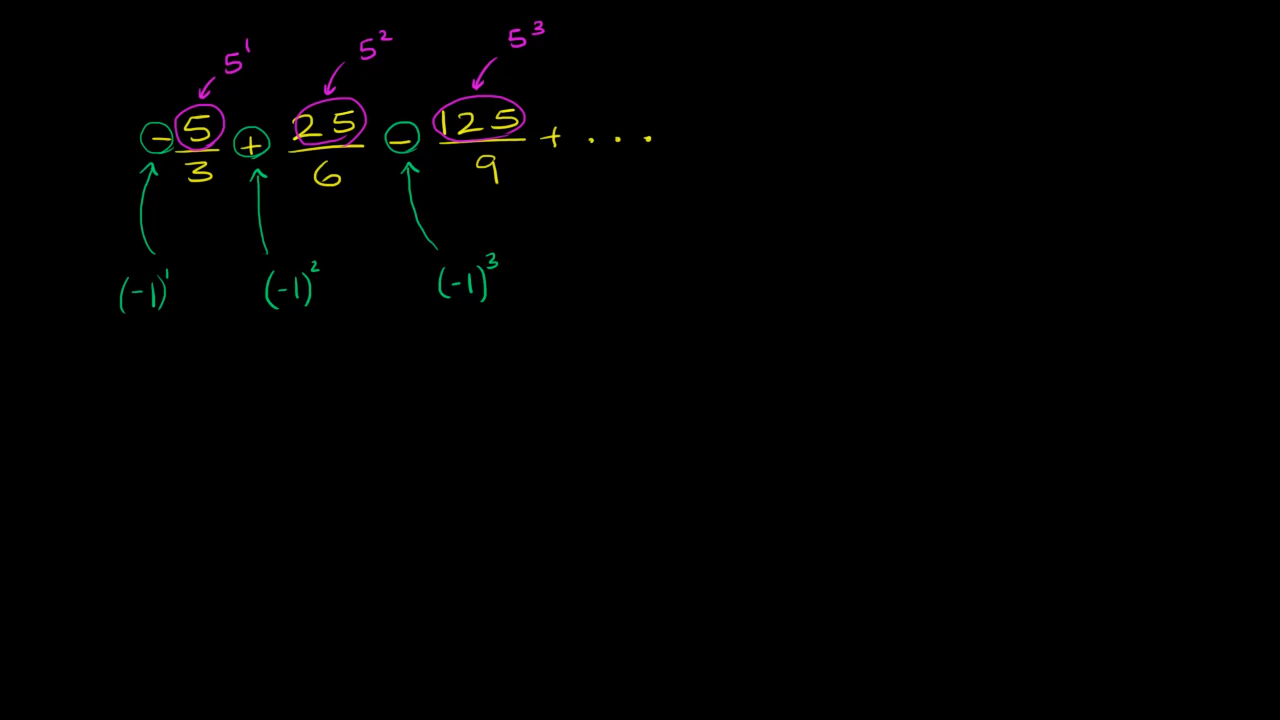 5¹ 5² 5³
− 5/3 + 25/6 − 125/9 + ...
(-1)¹ (-1)² (-1)³